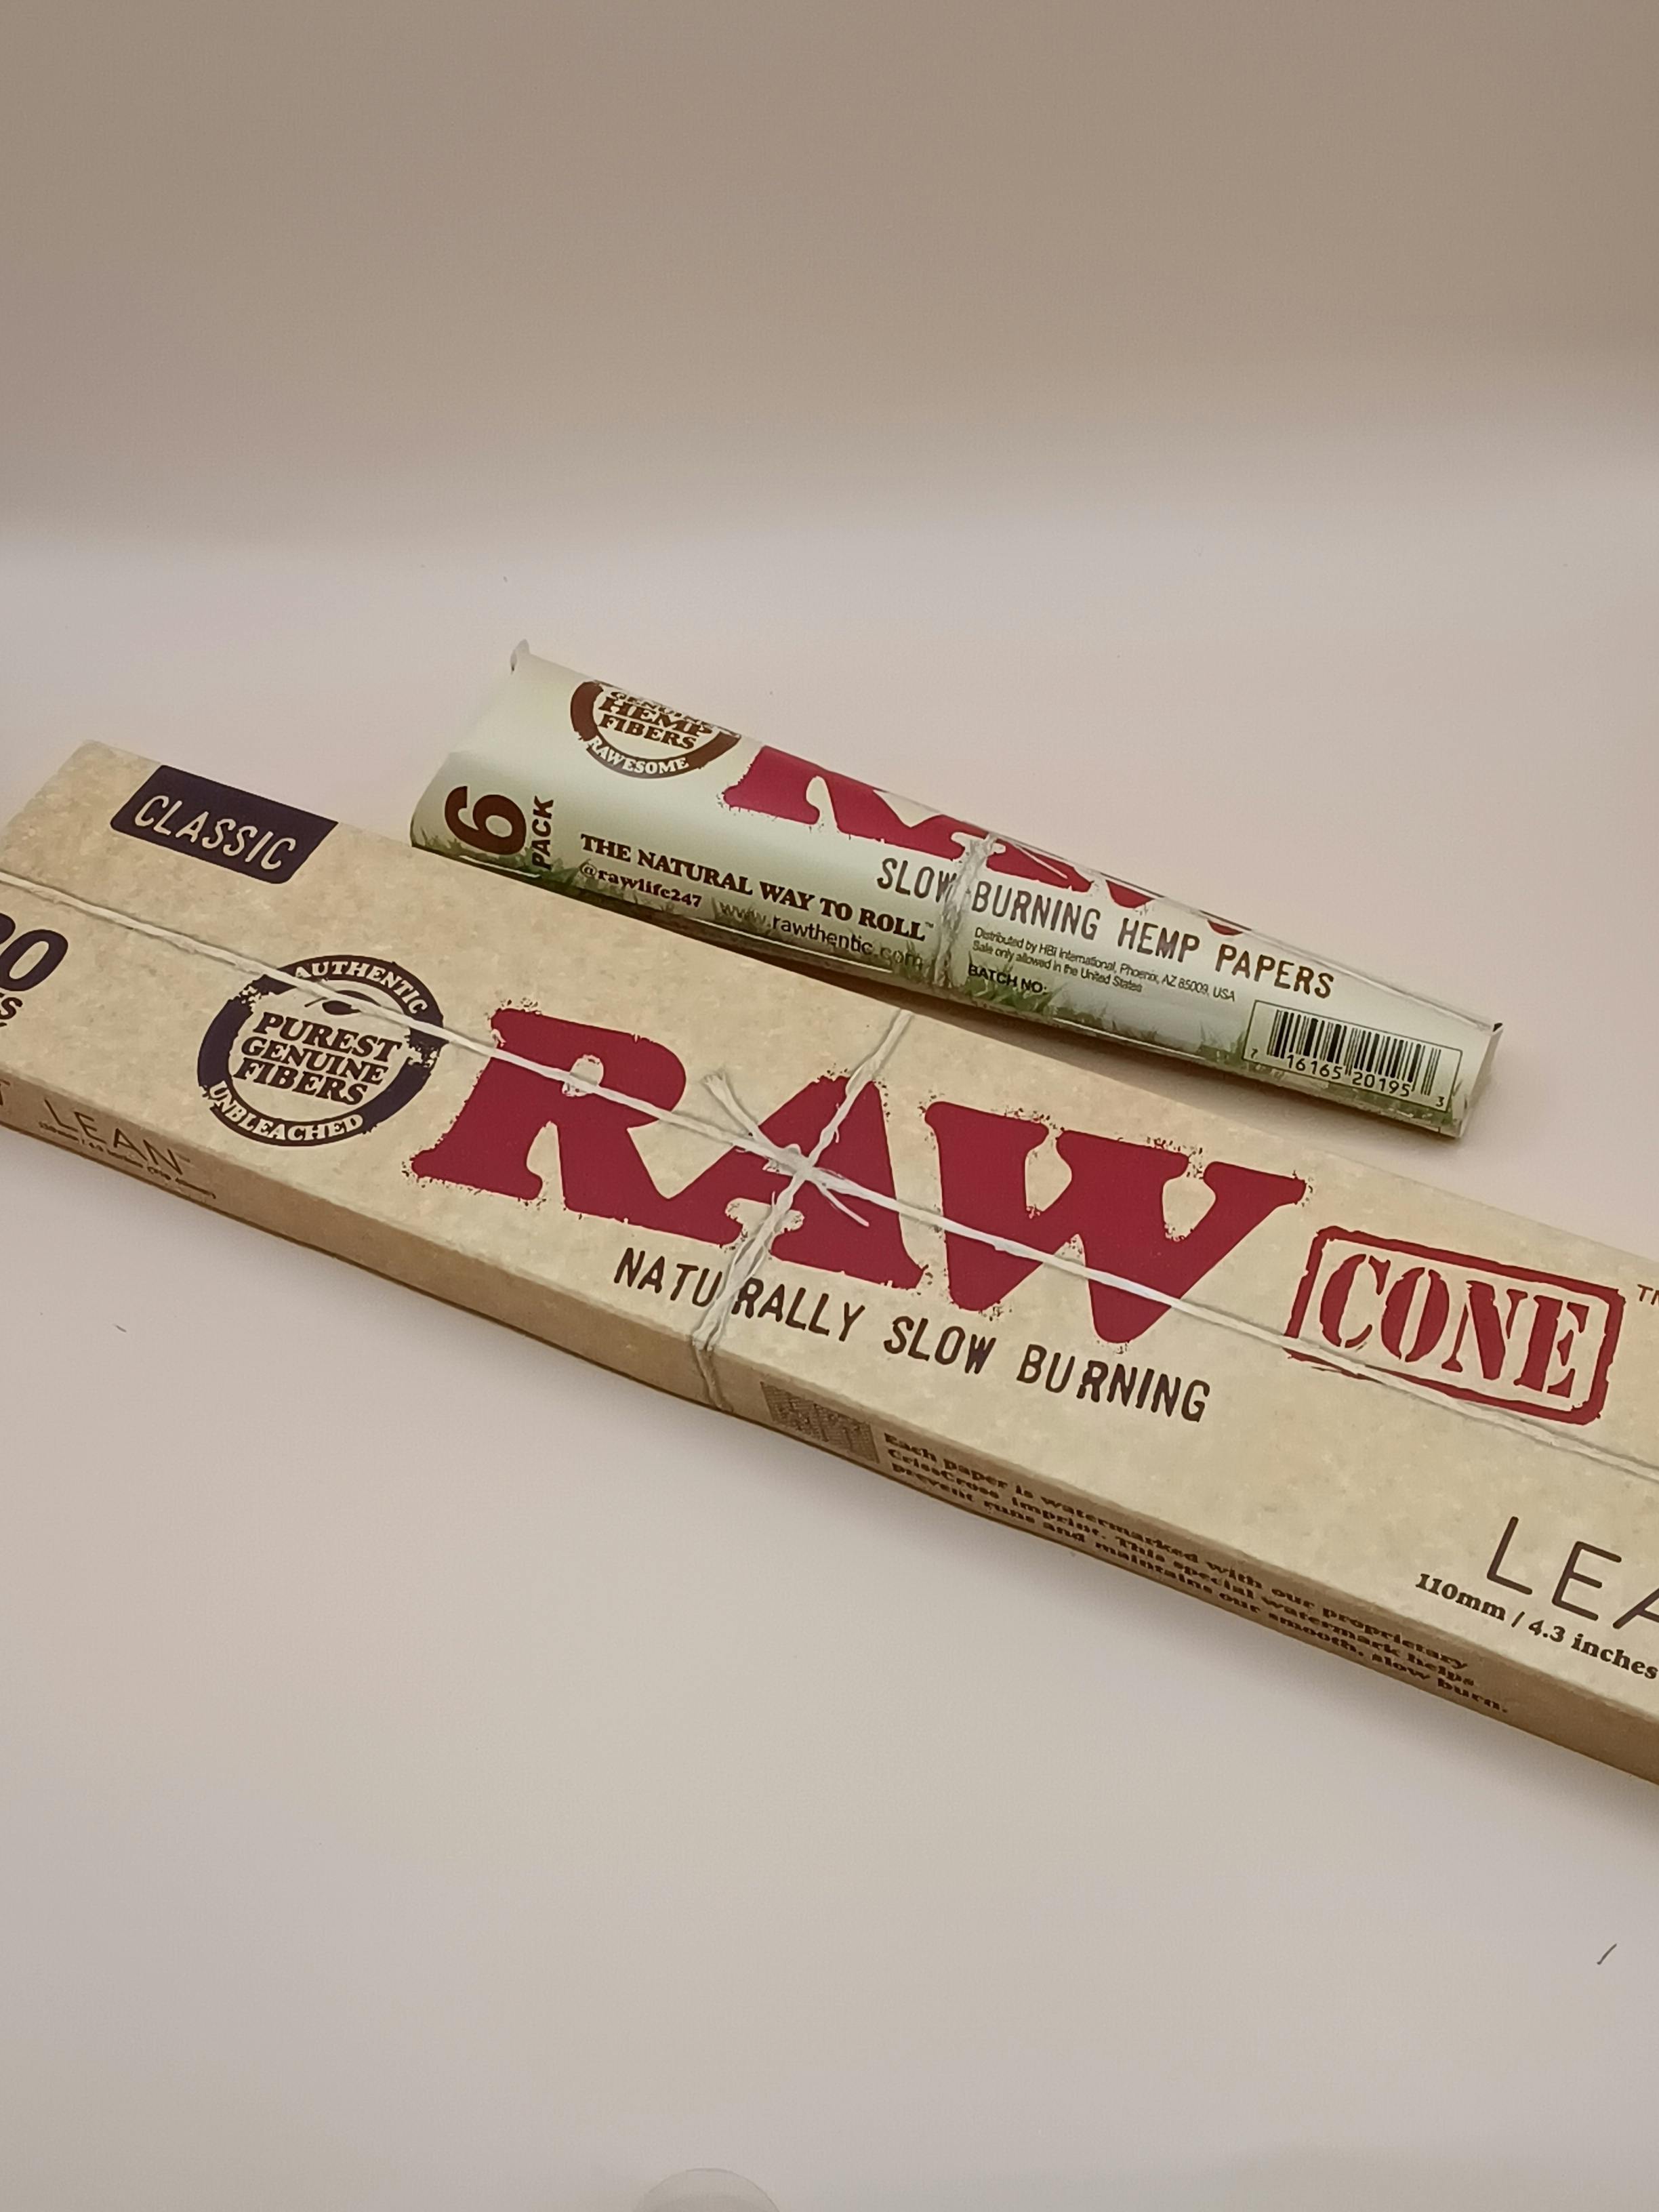 GENUINE
HEMP
FIBERS
RAWESOME
6
PACK
THE NATURAL WAY TO ROLL™
@rawlife247 www.rawthentic.com
SLOW BURNING HEMP PAPERS
Distributed by HBI International, Phoenix, AZ 85009, USA
Sale only allowed in the United States
BATCH NO:
7 16165 20195 3
CLASSIC
AUTHENTIC
PUREST
GENUINE
FIBERS
UNBLEACHED
RAW
CONE™
NATURALLY SLOW BURNING
LEA
110mm / 4.3 inches
LEAN™
Each paper is watermarked with our proprietary
CrissCross imprint. This special watermark helps
prevent runs and maintains our smooth, slow burn.